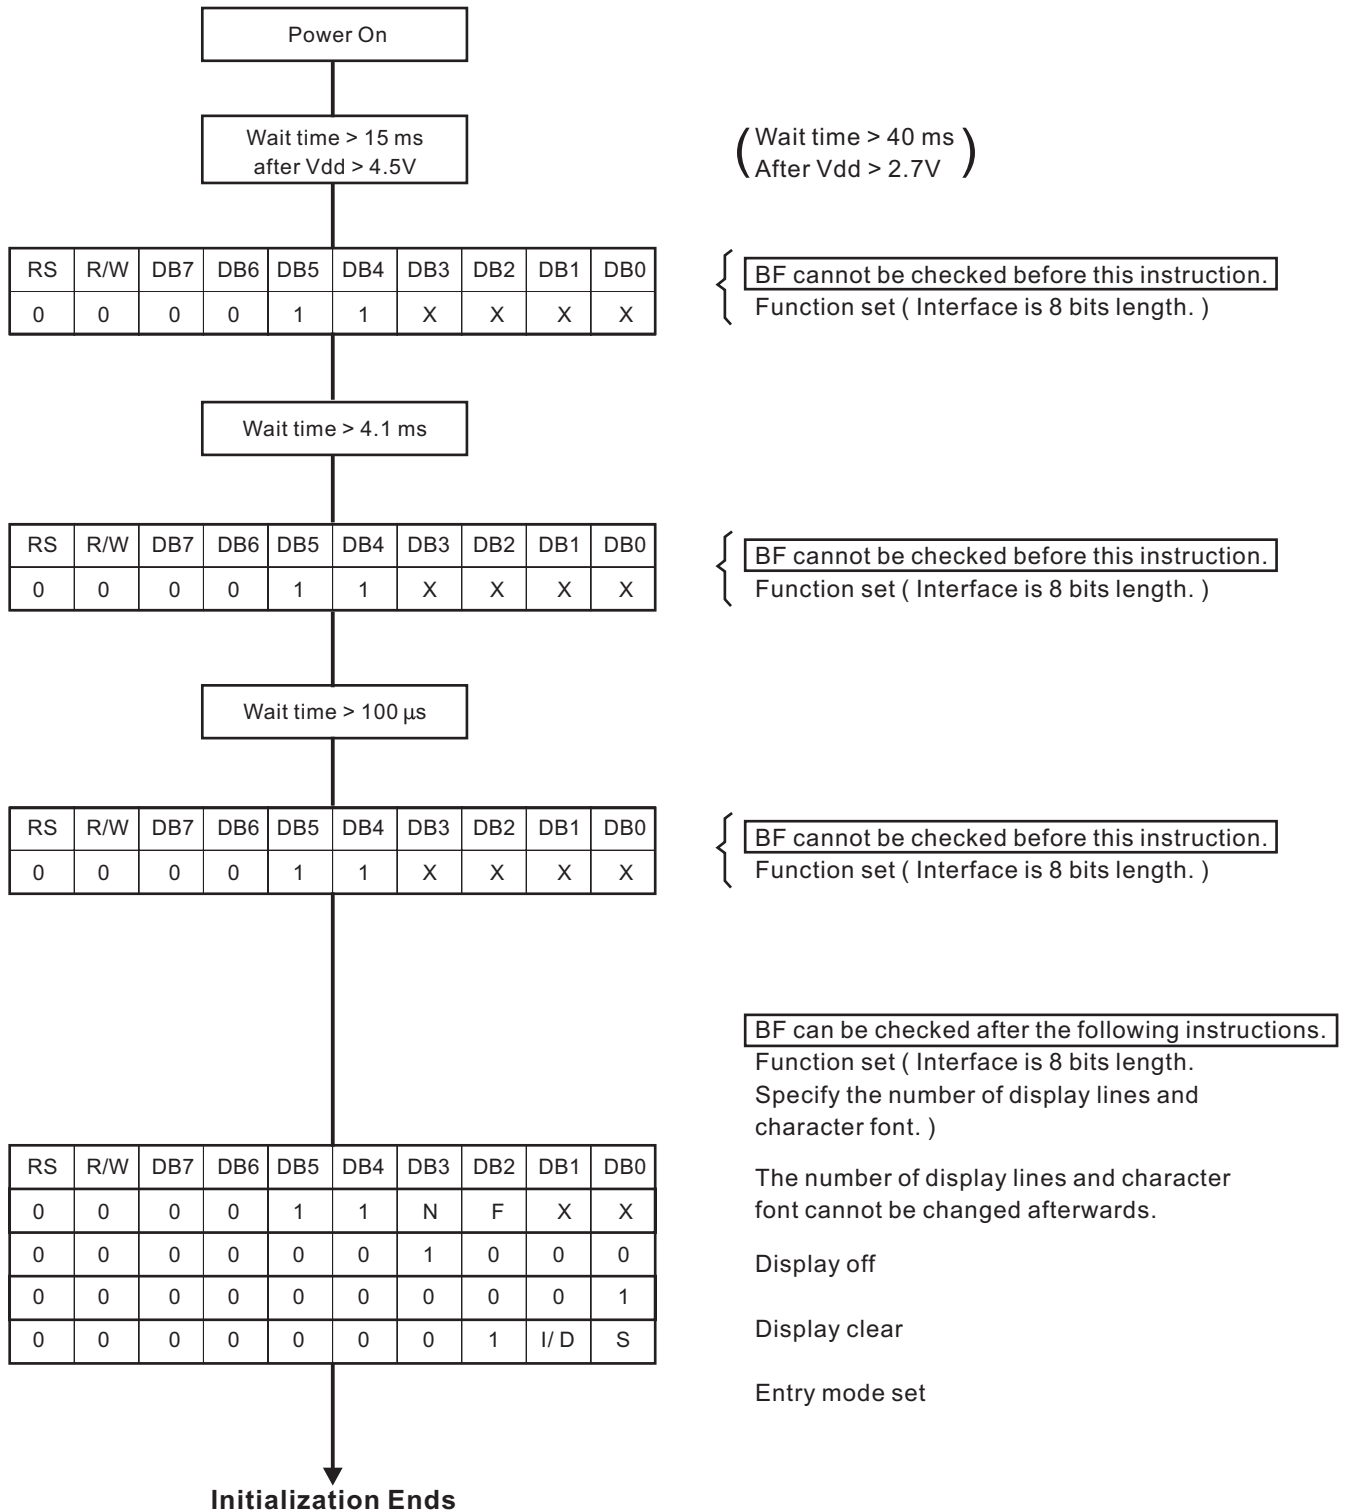 Power On
Wait time > 15 ms
after Vdd > 4.5V
(Wait time > 40 ms
After Vdd > 2.7V)
RS R/W DB7 DB6 DB5 DB4 DB3 DB2 DB1 DB0
0 0 0 0 1 1 X X X X
BF cannot be checked before this instruction.
Function set ( Interface is 8 bits length. )
Wait time > 4.1 ms
RS R/W DB7 DB6 DB5 DB4 DB3 DB2 DB1 DB0
0 0 0 0 1 1 X X X X
BF cannot be checked before this instruction.
Function set ( Interface is 8 bits length. )
Wait time > 100 µs
RS R/W DB7 DB6 DB5 DB4 DB3 DB2 DB1 DB0
0 0 0 0 1 1 X X X X
BF cannot be checked before this instruction.
Function set ( Interface is 8 bits length. )
BF can be checked after the following instructions.
Function set ( Interface is 8 bits length.
Specify the number of display lines and
character font. )
RS R/W DB7 DB6 DB5 DB4 DB3 DB2 DB1 DB0
0 0 0 0 1 1 N F X X
0 0 0 0 0 0 1 0 0 0
0 0 0 0 0 0 0 0 0 1
0 0 0 0 0 0 0 1 I/ D S
The number of display lines and character
font cannot be changed afterwards.
Display off
Display clear
Entry mode set
Initialization Ends